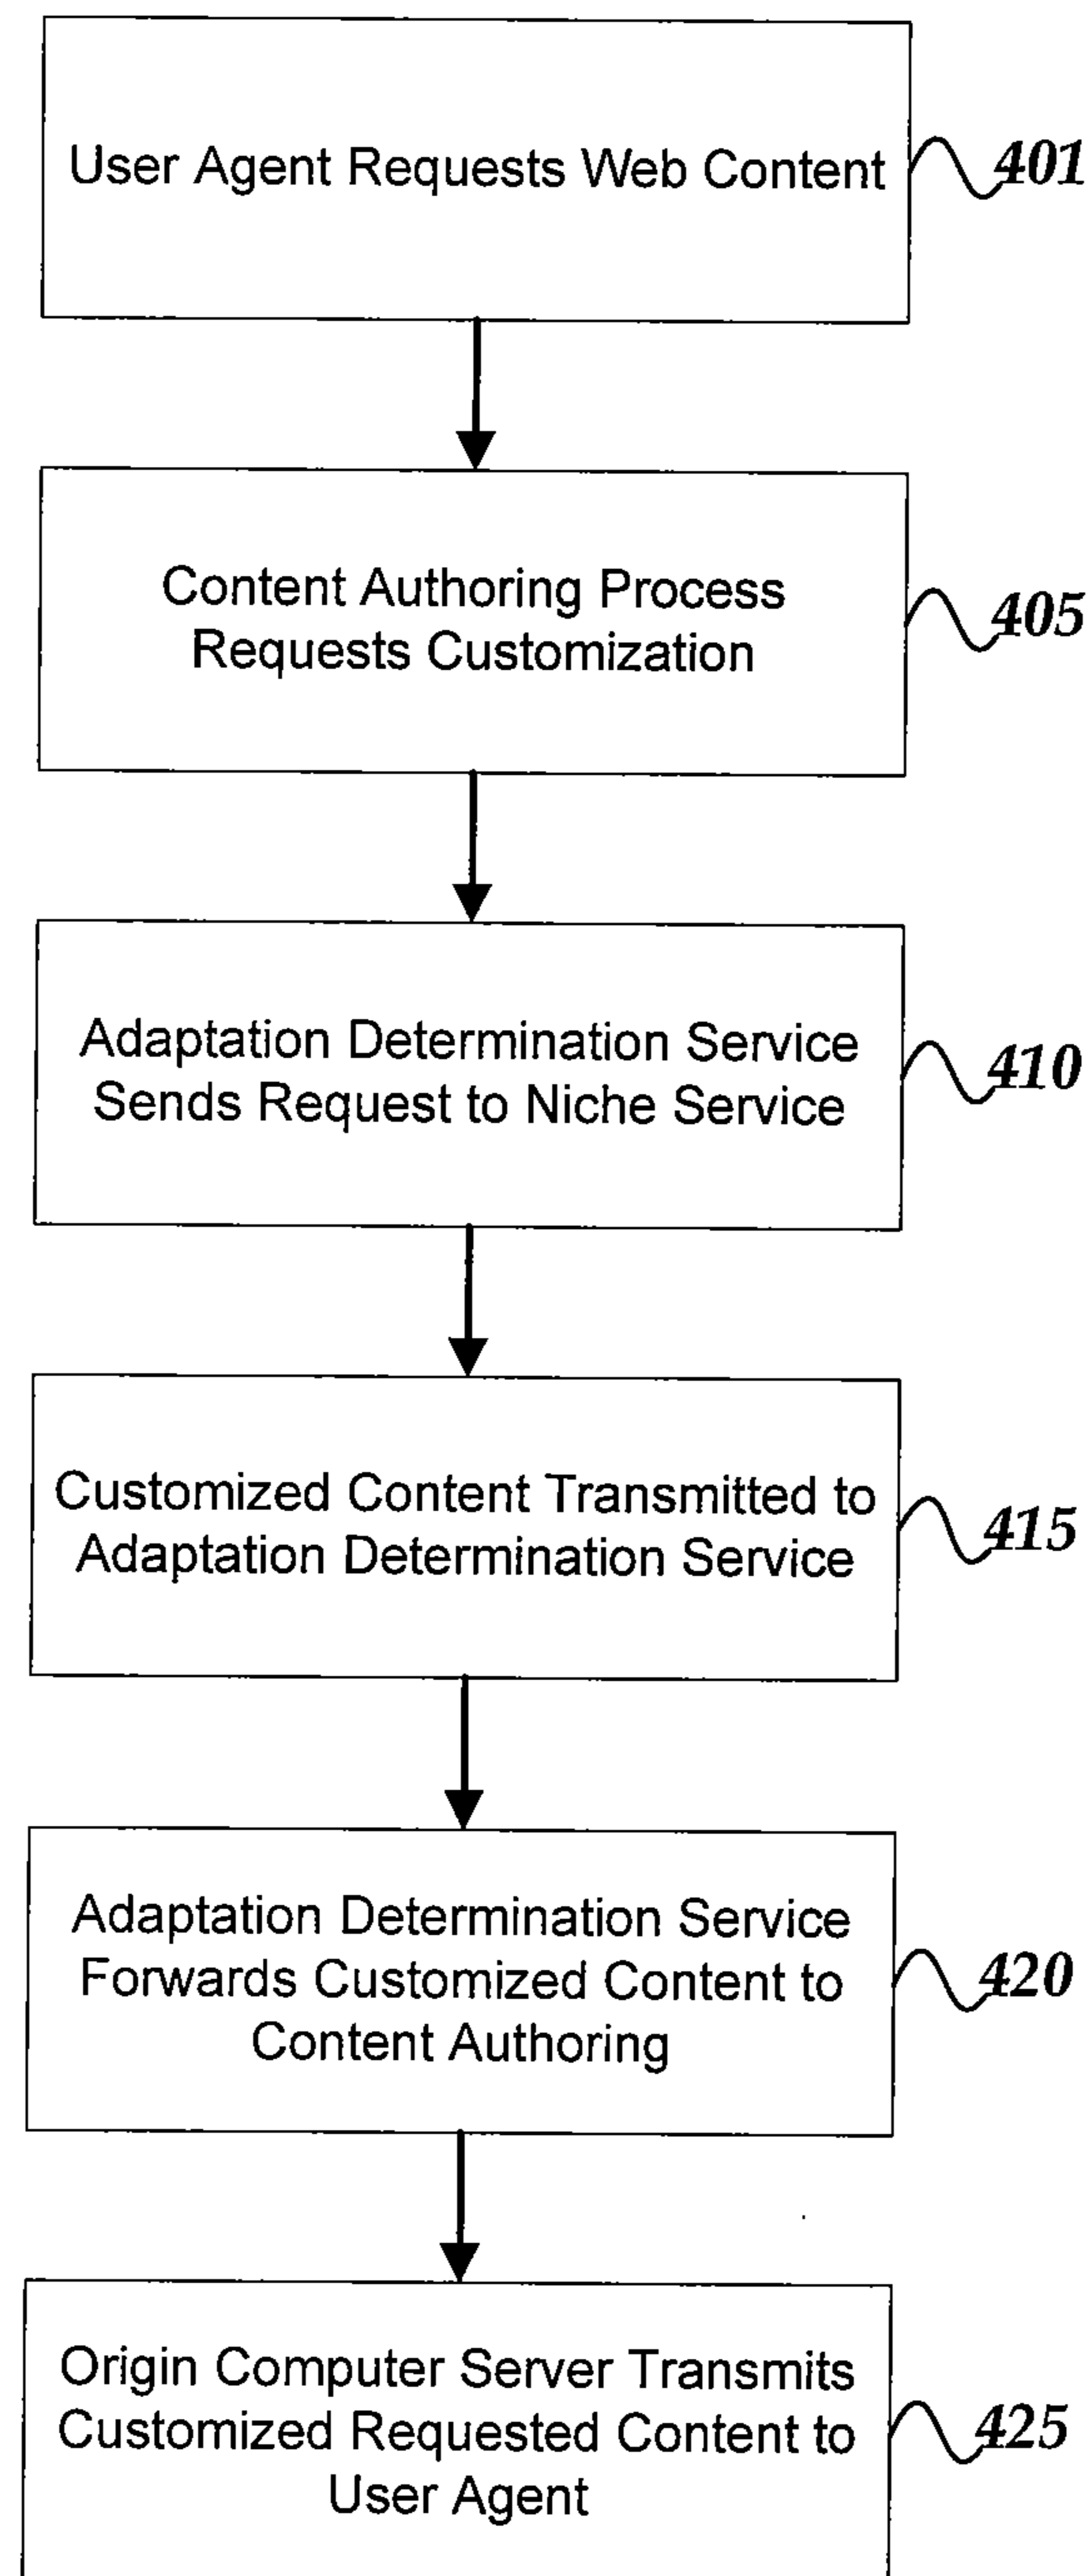 User Agent Requests Web Content
401
Content Authoring Process
Requests Customization
405
Adaptation Determination Service
Sends Request to Niche Service
410
Customized Content Transmitted to
Adaptation Determination Service
415
Adaptation Determination Service
Forwards Customized Content to
Content Authoring
420
Origin Computer Server Transmits
Customized Requested Content to
User Agent
425